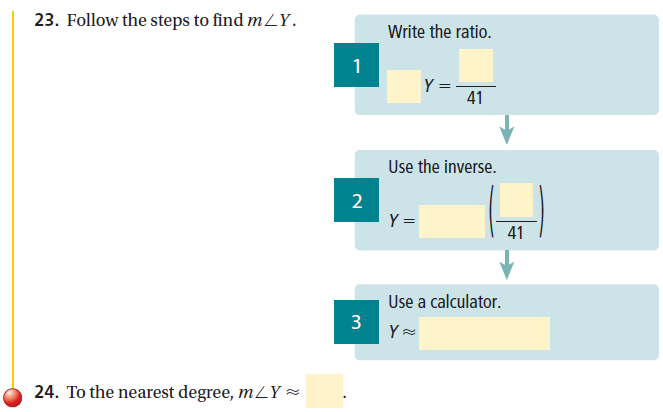 23. Follow the steps to find m∠Y.
1
Write the ratio.
Y = 
41
2
Use the inverse.
Y = 
( )
41
3
Use a calculator.
Y ≈
24. To the nearest degree, m∠Y ≈ .